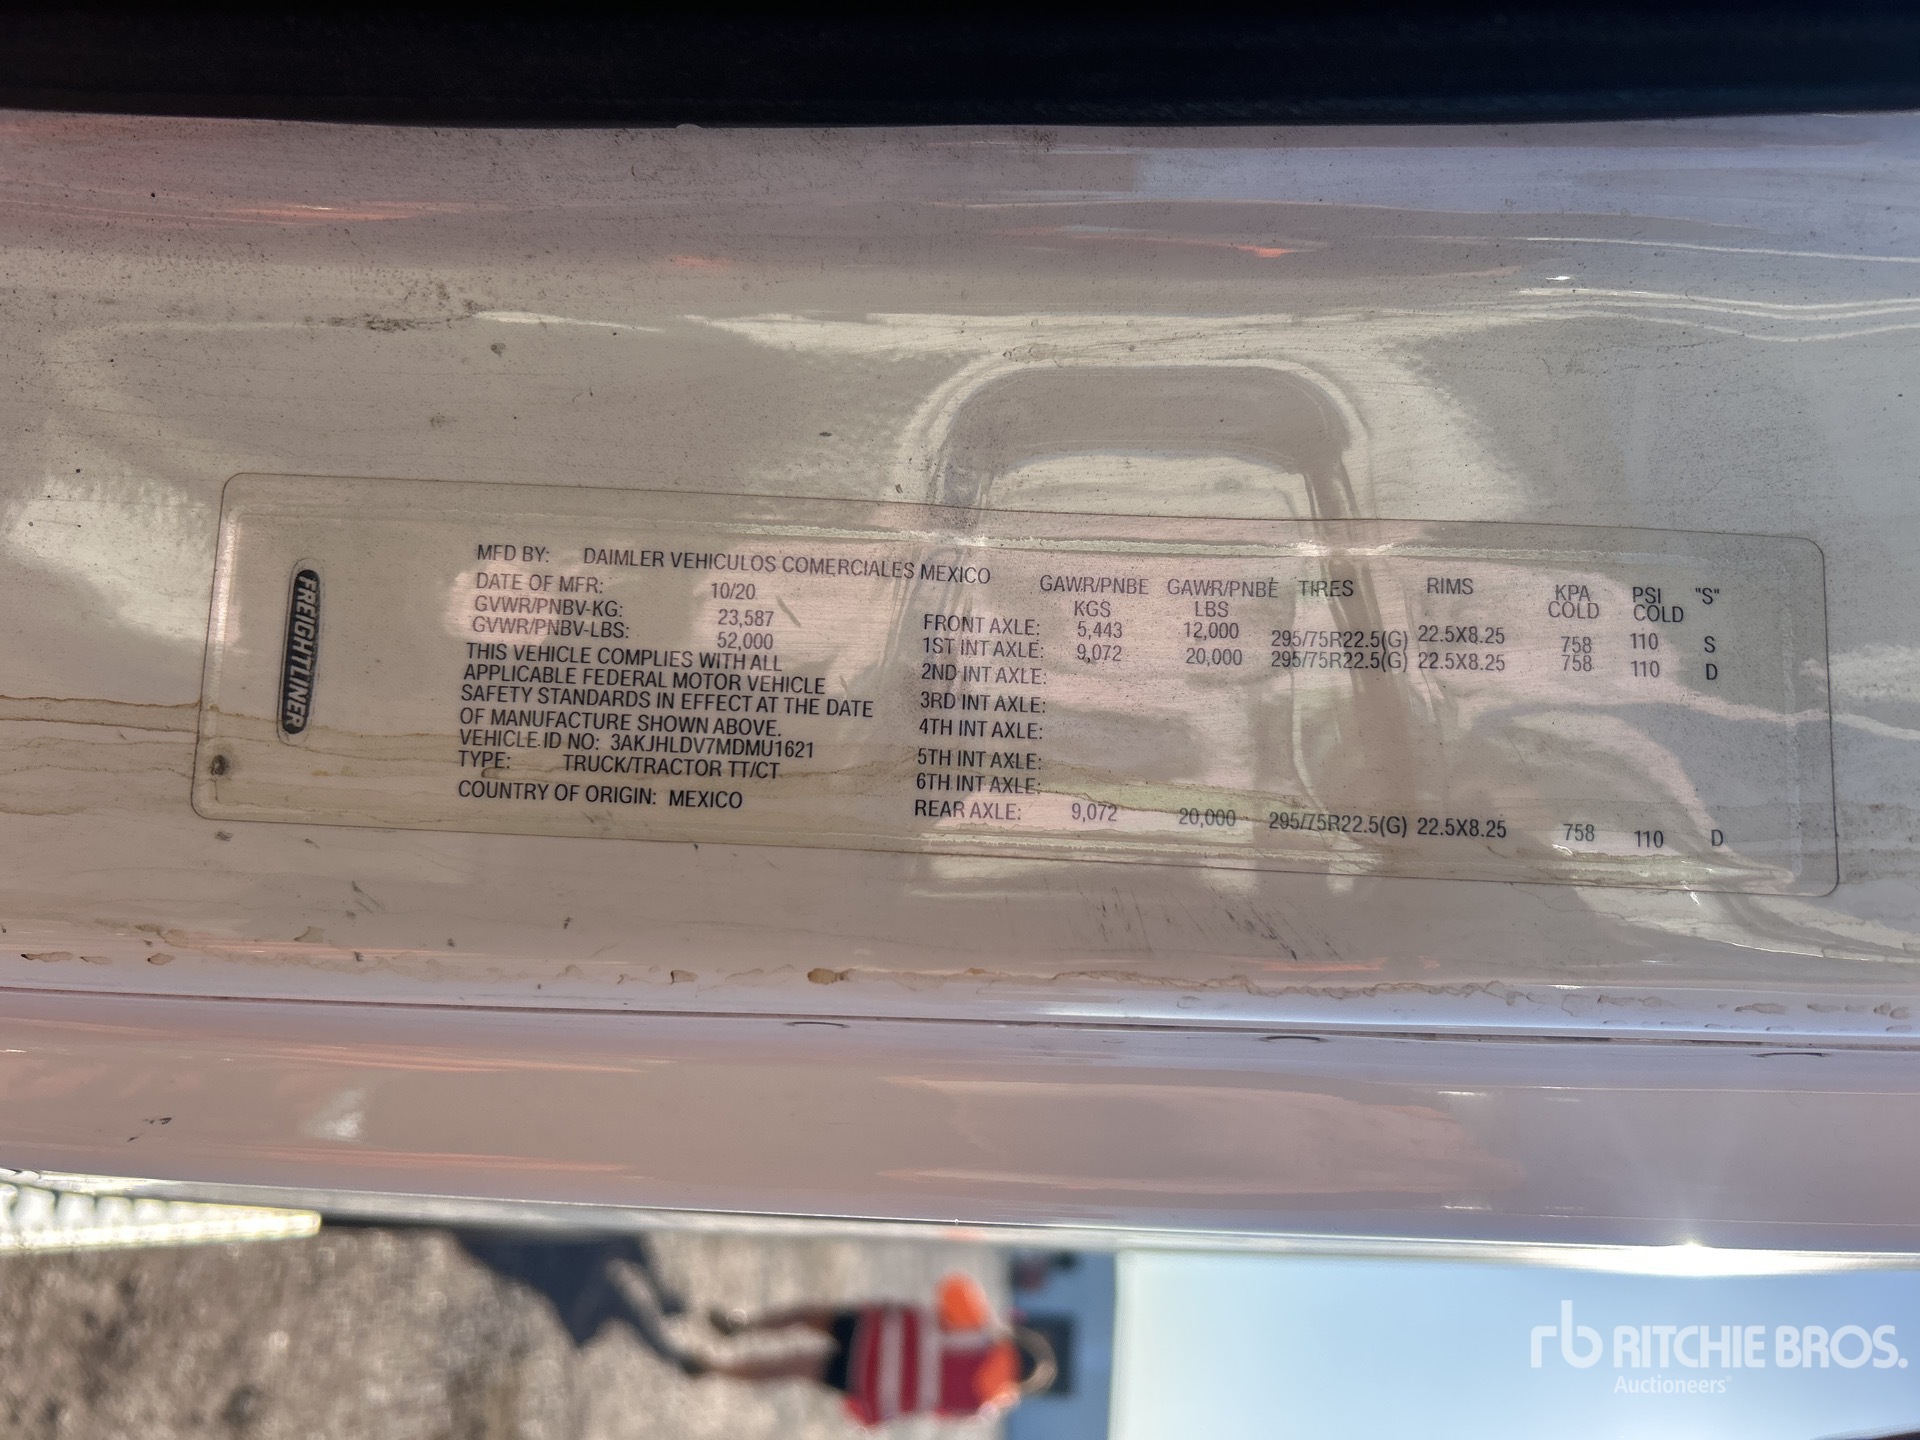 FREIGHTLINER
MFD BY: DAIMLER VEHICULOS COMERCIALES MEXICO
DATE OF MFR: 10/20
GVWR/PNBV-KG: 23,587
GVWR/PNBV-LBS: 52,000
THIS VEHICLE COMPLIES WITH ALL
APPLICABLE FEDERAL MOTOR VEHICLE
SAFETY STANDARDS IN EFFECT AT THE DATE
OF MANUFACTURE SHOWN ABOVE.
VEHICLE ID NO: 3AKJHLDV7MDMU1621
TYPE: TRUCK/TRACTOR TT/CT
COUNTRY OF ORIGIN: MEXICO
GAWR/PNBE GAWR/PNBE TIRES RIMS KPA PSI "S"
KGS LBS COLD COLD
FRONT AXLE: 5,443 12,000 295/75R22.5(G) 22.5X8.25 758 110 S
1ST INT AXLE: 9,072 20,000 295/75R22.5(G) 22.5X8.25 758 110 D
2ND INT AXLE:
3RD INT AXLE:
4TH INT AXLE:
5TH INT AXLE:
6TH INT AXLE:
REAR AXLE: 9,072 20,000 295/75R22.5(G) 22.5X8.25 758 110 D
rb RITCHIE BROS.
Auctioneers